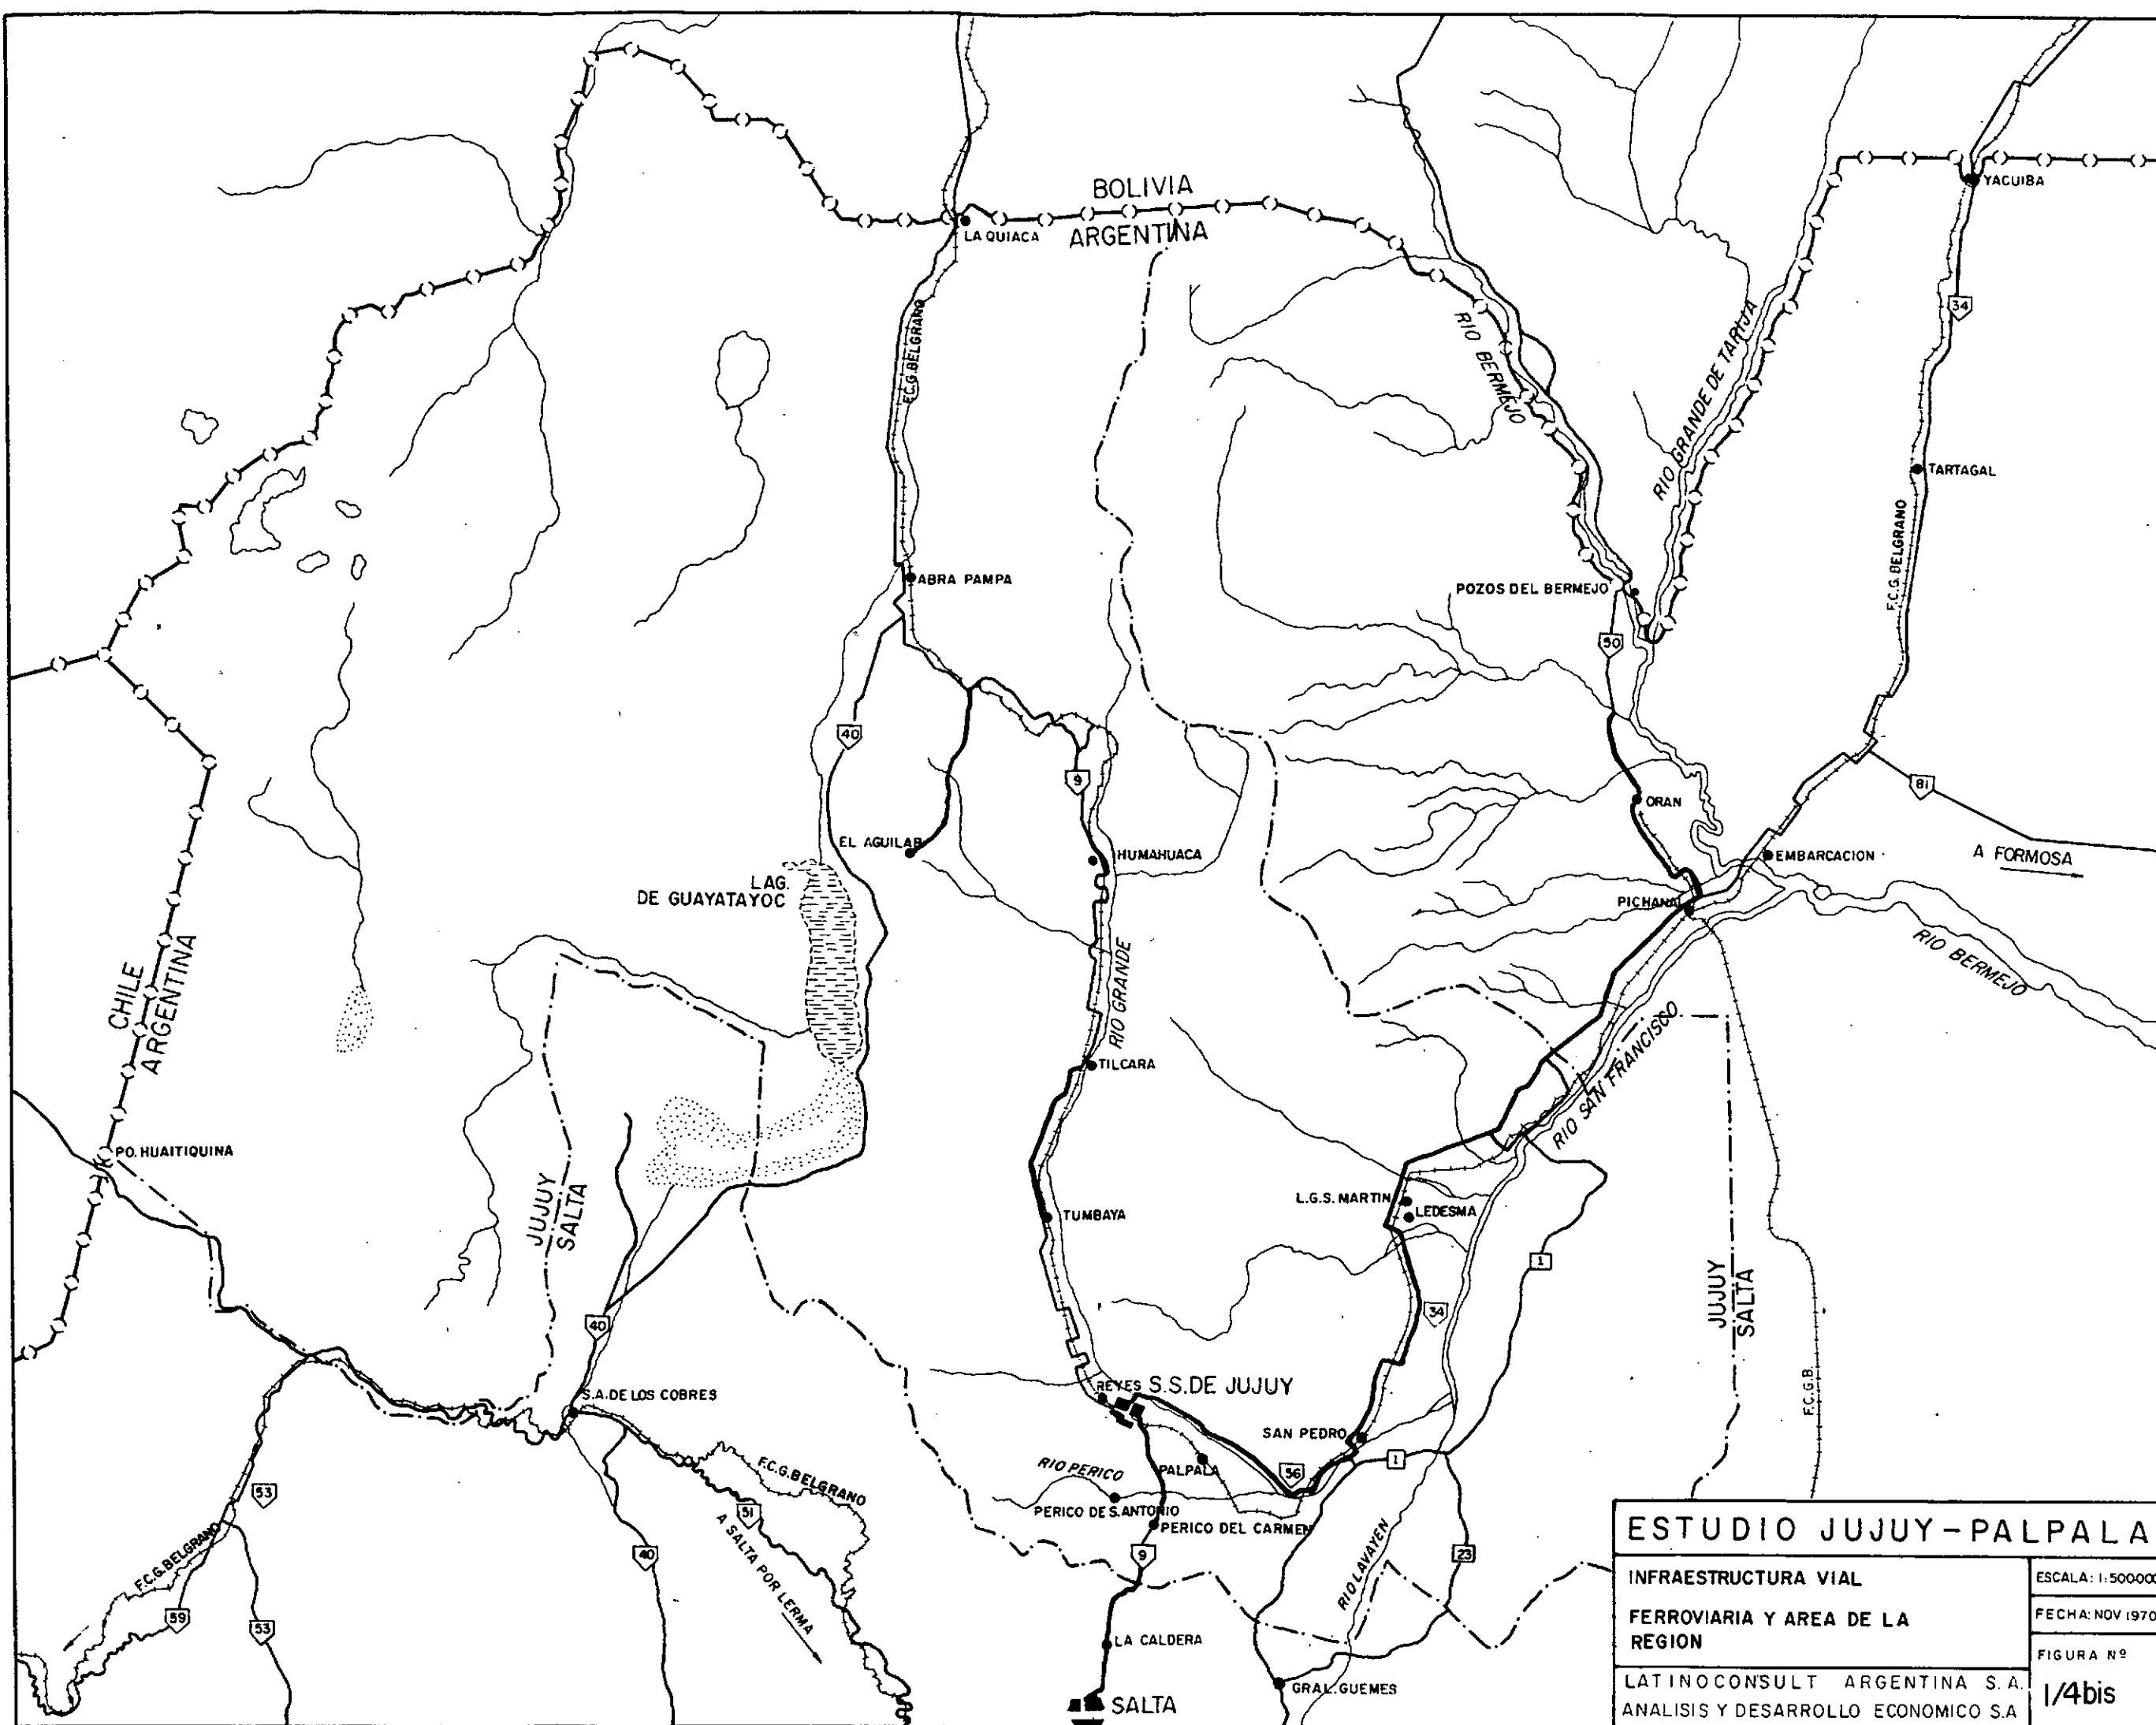 BOLIVIA
ARGENTINA
LA QUIACA
YACUIBA
34
F.C.G.BELGRANO
RIO BERMEJO
RIO GRANDE DE TARIJA
TARTAGAL
F.C.G. BELGRANO
ABRA PAMPA
POZOS DEL BERMEJO
50
40
9
81
ORAN
EL AGUILAR
HUMAHUACA
EMBARCACION
A FORMOSA
LAG.
DE GUAYATAYOC
PICHANAL
RIO BERMEJO
CHILE
ARGENTINA
RIO GRANDE
RIO SAN FRANCISCO
TILCARA
PO. HUAITIQUINA
JUJUY
SALTA
L.G.S. MARTIN
LEDESMA
TUMBAYA
1
JUJUY
SALTA
34
40
F.C.G.B.
S.A. DE LOS COBRES
REYES
S.S. DE JUJUY
SAN PEDRO
1
56
RIO PERICO
PALPALA
F.C.G. BELGRANO
53
51
PERICO DE S. ANTONIO
PERICO DEL CARMEN
A SALTA POR LERMA
F.C.G. BELGRANO
40
9
23
RIO LAVAYEN
59
53
LA CALDERA
GRAL. GUEMES
SALTA
ESTUDIO JUJUY-PALPALA
INFRAESTRUCTURA VIAL
FERROVIARIA Y AREA DE LA
REGION
ESCALA: 1:500000
FECHA: NOV 1970
FIGURA Nº
1/4bis
LATINOCONSULT ARGENTINA S.A.
ANALISIS Y DESARROLLO ECONOMICO S.A